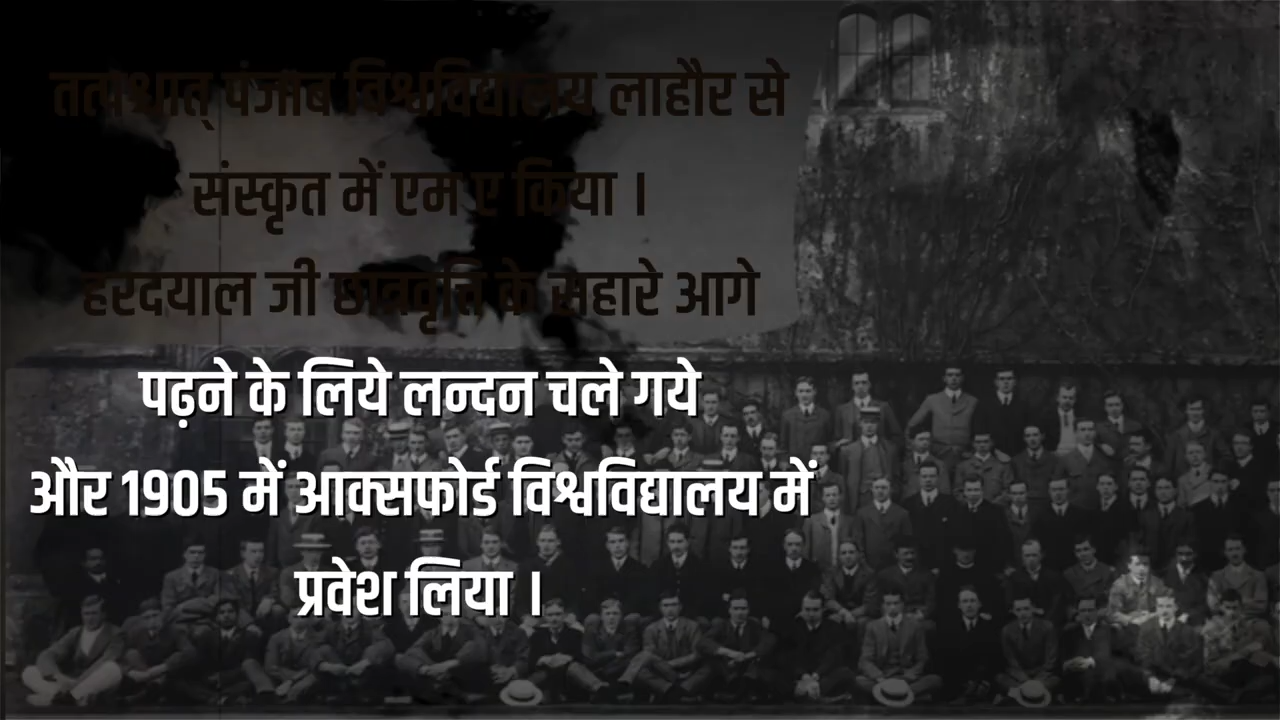 तत्पश्चात् पंजाब विश्वविद्यालय लाहौर से
संस्कृत में एम ए किया ।
हरदयाल जी छात्रवृत्ति के सहारे आगे
पढ़ने के लिये लन्दन चले गये
और 1905 में आक्सफोर्ड विश्वविद्यालय में
प्रवेश लिया ।